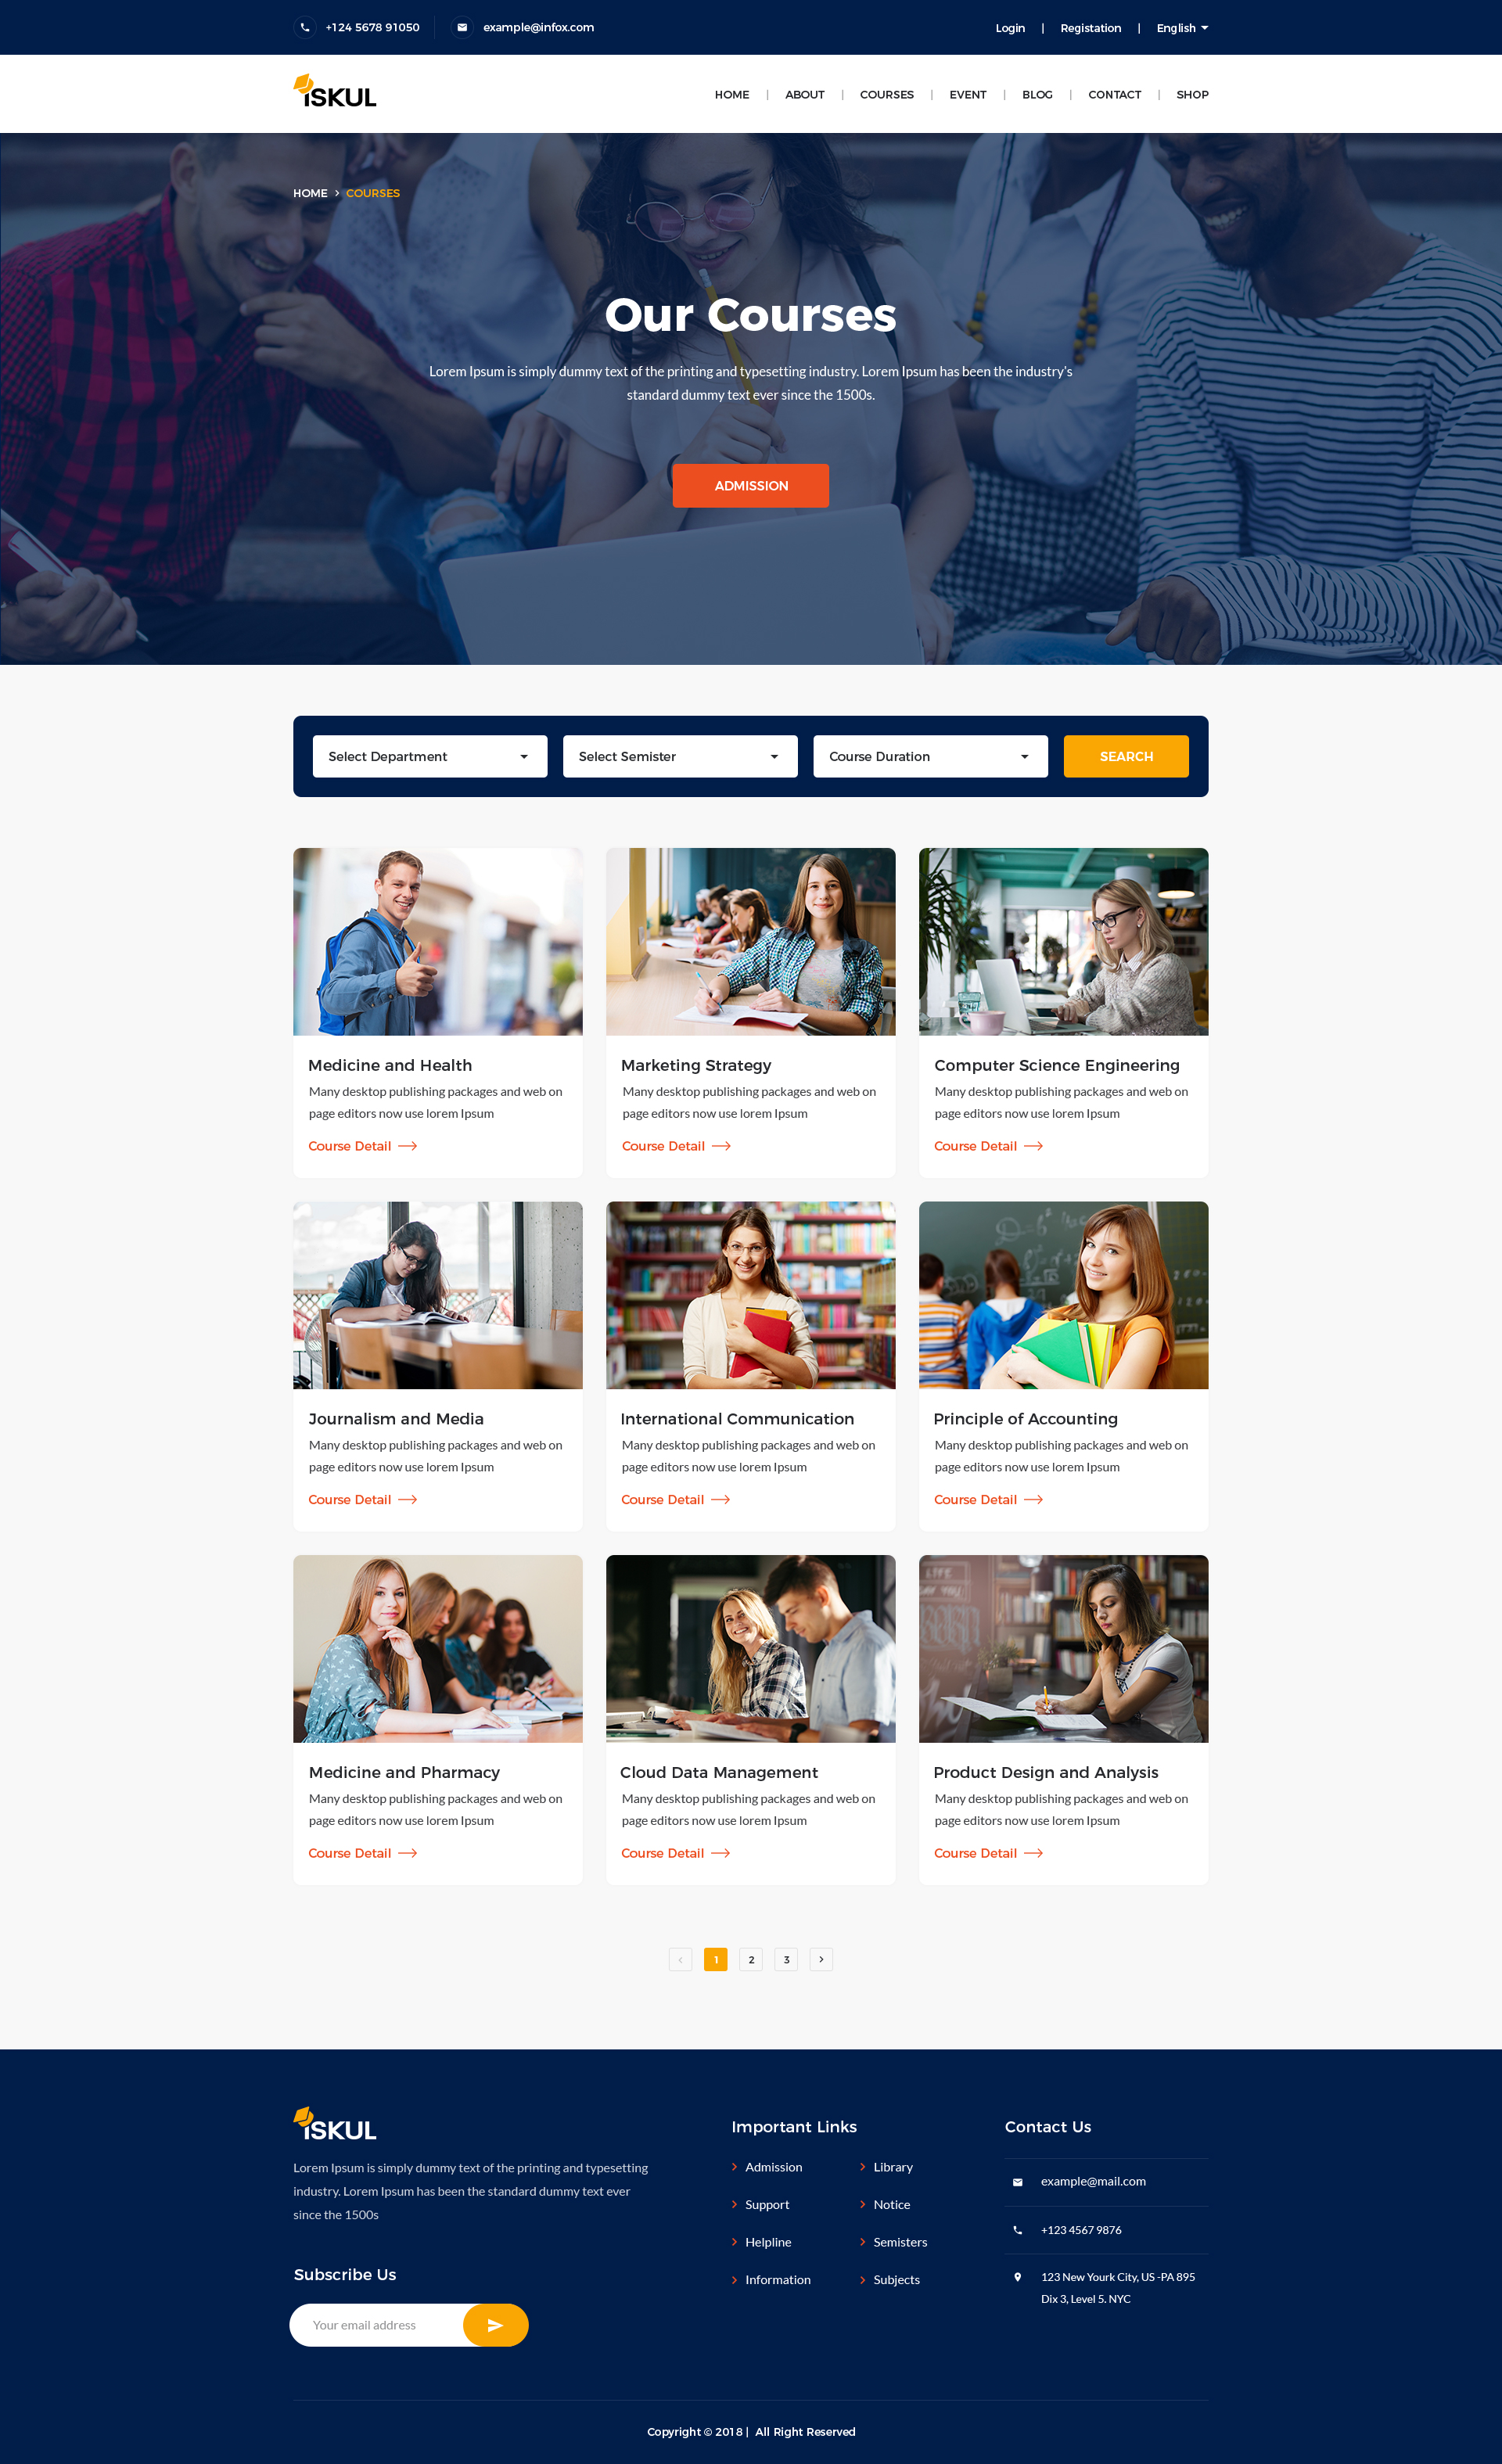 +124 5678 91050
example@infox.com
Login | Registation | English
ISKUL
HOME | ABOUT | COURSES | EVENT | BLOG | CONTACT | SHOP
HOME > COURSES
Our Courses
Lorem Ipsum is simply dummy text of the printing and typesetting industry. Lorem Ipsum has been the industry's
standard dummy text ever since the 1500s.
ADMISSION
Select Department
Select Semister
Course Duration
SEARCH
Medicine and Health
Many desktop publishing packages and web on
page editors now use lorem Ipsum
Course Detail
Marketing Strategy
Many desktop publishing packages and web on
page editors now use lorem Ipsum
Course Detail
Computer Science Engineering
Many desktop publishing packages and web on
page editors now use lorem Ipsum
Course Detail
Journalism and Media
Many desktop publishing packages and web on
page editors now use lorem Ipsum
Course Detail
International Communication
Many desktop publishing packages and web on
page editors now use lorem Ipsum
Course Detail
Principle of Accounting
Many desktop publishing packages and web on
page editors now use lorem Ipsum
Course Detail
Medicine and Pharmacy
Many desktop publishing packages and web on
page editors now use lorem Ipsum
Course Detail
Cloud Data Management
Many desktop publishing packages and web on
page editors now use lorem Ipsum
Course Detail
Product Design and Analysis
Many desktop publishing packages and web on
page editors now use lorem Ipsum
Course Detail
< 1 2 3 >
ISKUL
Lorem Ipsum is simply dummy text of the printing and typesetting
industry. Lorem Ipsum has been the standard dummy text ever
since the 1500s
Subscribe Us
Your email address
Important Links
Admission
Library
Support
Notice
Helpline
Semisters
Information
Subjects
Contact Us
example@mail.com
+123 4567 9876
123 New Yourk City, US -PA 895
Dix 3, Level 5. NYC
Copyright © 2018 | All Right Reserved